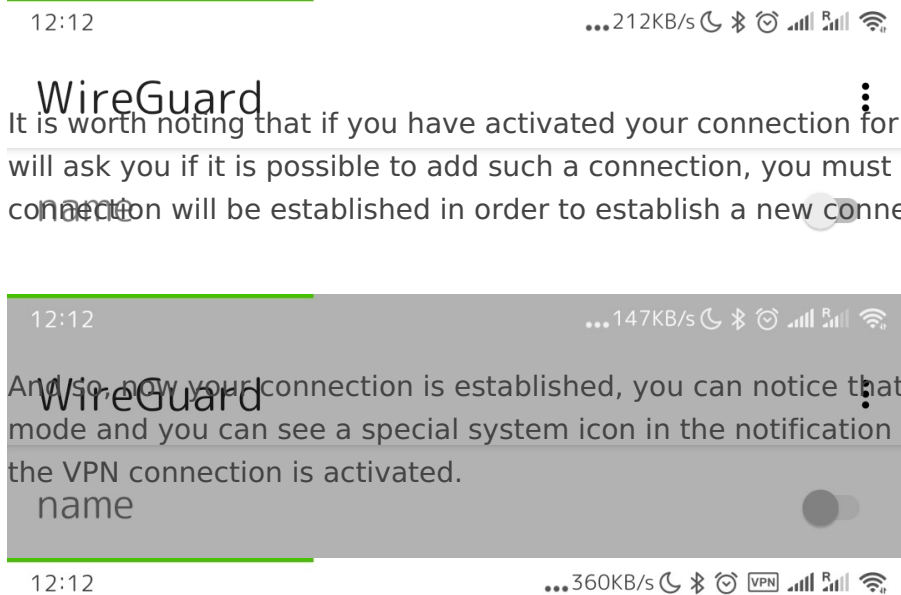 12:12 ...212KB/s R
WireGuard
It is worth noting that if you have activated your connection for
will ask you if it is possible to add such a connection, you must
name
connection will be established in order to establish a new conne
12:12 ...147KB/s R
WireGuard
And so, now your connection is established, you can notice that
mode and you can see a special system icon in the notification
the VPN connection is activated.
name
12:12 ...360KB/s VPN R